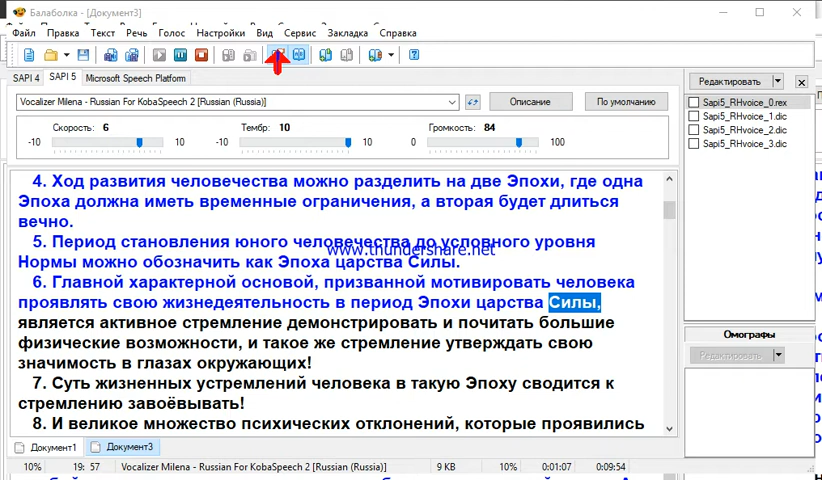 Балаболка - [Документ3]
Файл Правка Текст Речь Голос Настройки Вид Сервис Закладка Справка
SAPI 4 SAPI 5 Microsoft Speech Platform
Vocalizer Milena - Russian For KobaSpeech 2 [Russian (Russia)]
Описание
По умолчанию
Скорость: 6
-10 10
Тембр: 10
-10 10
Громкость: 84
0 100
4. Ход развития человечества можно разделить на две Эпохи, где одна
Эпоха должна иметь временные ограничения, а вторая будет длиться
вечно.
5. Период становления юного человечества до условного уровня
www.thundershare.net
Нормы можно обозначить как Эпоха царства Силы.
6. Главной характерной основой, призванной мотивировать человека
проявлять свою жизнедеятельность в период Эпохи царства Силы,
является активное стремление демонстрировать и почитать большие
физические возможности, и такое же стремление утверждать свою
значимость в глазах окружающих!
7. Суть жизненных устремлений человека в такую Эпоху сводится к
стремлению завоёвывать!
8. И великое множество психических отклонений, которые проявились
Редактировать
Sapi5_RHvoice_0.rex
Sapi5_RHvoice_1.dic
Sapi5_RHvoice_2.dic
Sapi5_RHvoice_3.dic
Омографы
Редактировать
Документ1 Документ3
10% 19: 57 Vocalizer Milena - Russian For KobaSpeech 2 [Russian (Russia)] 9 KB 10% 0:01:07 0:09:54